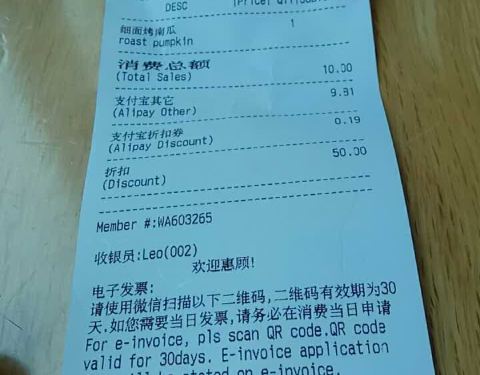 DESC
细面烤南瓜 1
roast pumpkin
消费总额
(Total Sales) 10.00
支付宝其它 9.81
(Alipay Other)
支付宝折扣券 0.19
(Alipay Discount)
折扣 50.00
(Discount)
Member #:WA603265
收银员:Leo(002)
欢迎惠顾!
电子发票:
请使用微信扫描以下二维码,二维码有效期为30
天.如您需要当日发票,请务必在消费当日申请
For e-invoice, pls scan QR code.QR code
valid for 30days. E-invoice application
on e-invoice.